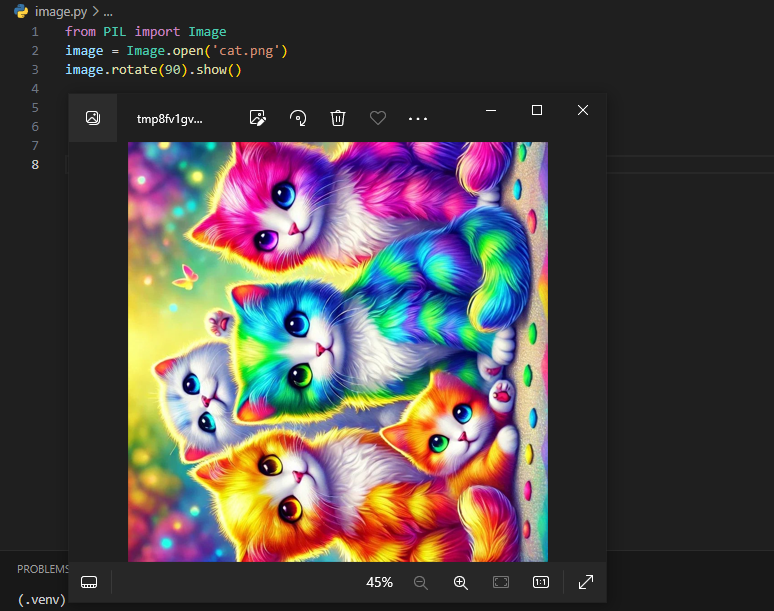 image.py > ...
1 from PIL import Image
2 image = Image.open('cat.png')
3 image.rotate(90).show()
4
5
6
7
8
tmp8fv1gv...
45%
1:1
PROBLEMS
(.venv)